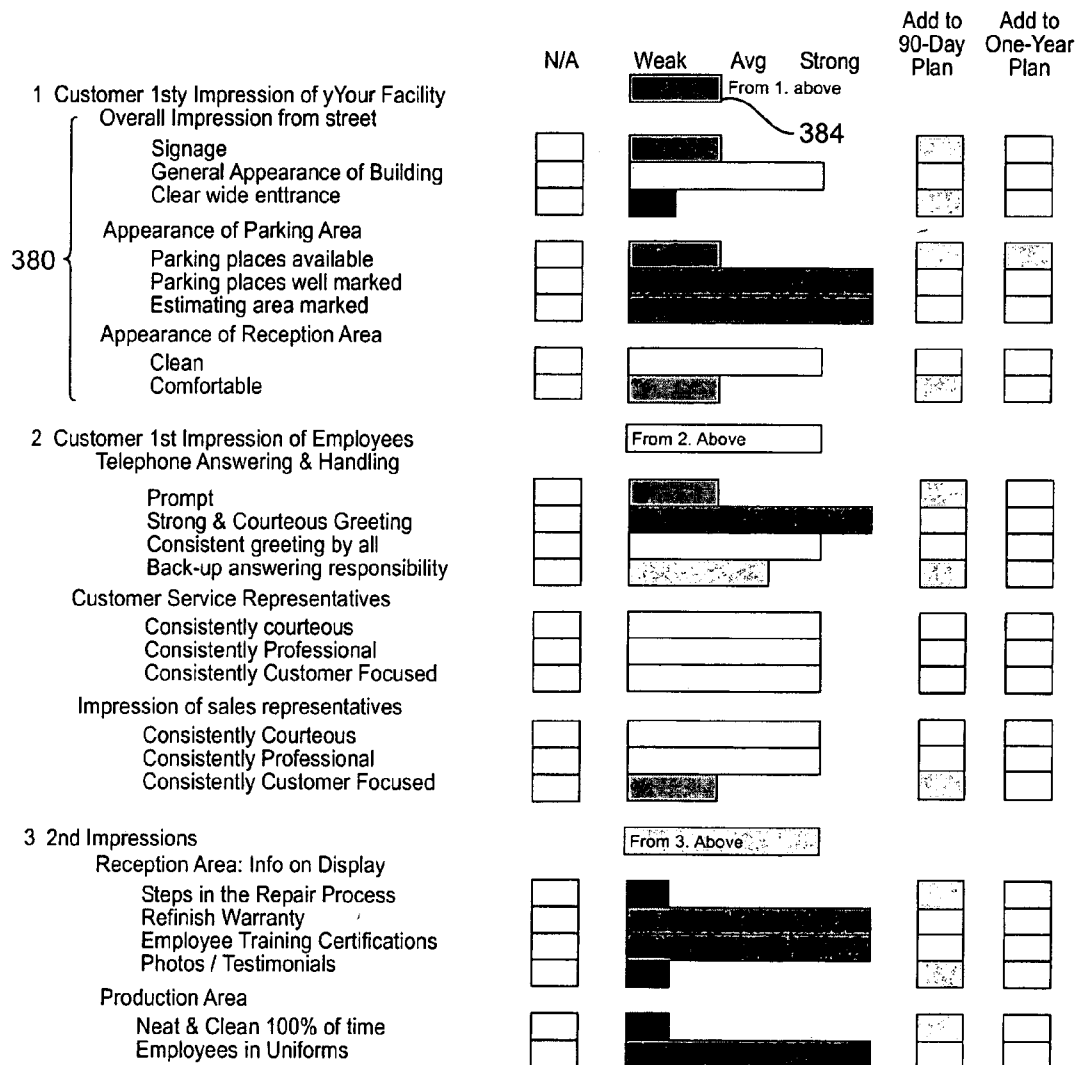 Add to Add to
90-Day One-Year
N/A Weak Avg Strong Plan Plan
1 Customer 1sty Impression of yYour Facility From 1. above
Overall Impression from street
384
Signage
General Appearance of Building
Clear wide enttrance
Appearance of Parking Area
380 Parking places available
Parking places well marked
Estimating area marked
Appearance of Reception Area
Clean
Comfortable
2 Customer 1st Impression of Employees From 2. Above
Telephone Answering & Handling
Prompt
Strong & Courteous Greeting
Consistent greeting by all
Back-up answering responsibility
Customer Service Representatives
Consistently courteous
Consistently Professional
Consistently Customer Focused
Impression of sales representatives
Consistently Courteous
Consistently Professional
Consistently Customer Focused
3 2nd Impressions From 3. Above
Reception Area: Info on Display
Steps in the Repair Process
Refinish Warranty
Employee Training Certifications
Photos / Testimonials
Production Area
Neat & Clean 100% of time
Employees in Uniforms